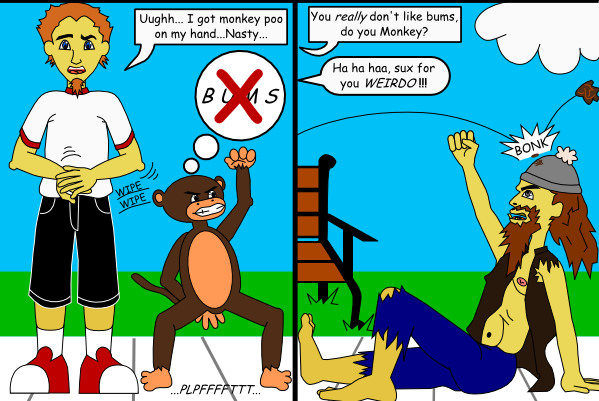 Uughh... I got monkey poo
on my hand...Nasty...
BUMS
WIPE
WIPE
...PLPFFFFTTT...
You really don't like bums,
do you Monkey?
Ha ha haa, sux for
you WEIRDO!!!
BONK